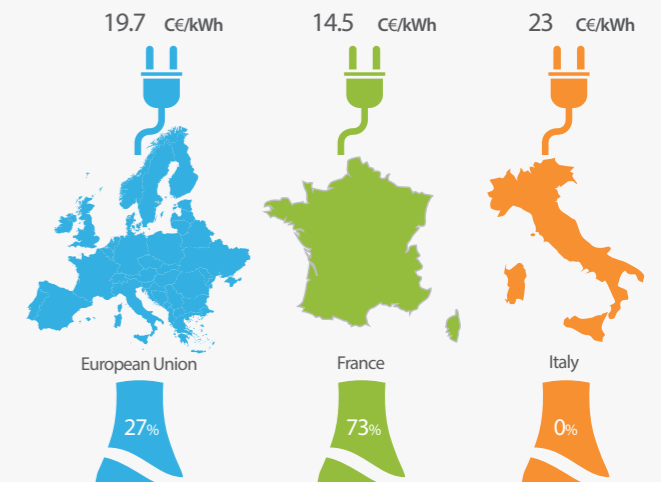 19.7 C€/kWh 14.5 C€/kWh 23 C€/kWh
European Union France Italy
27% 73% 0%